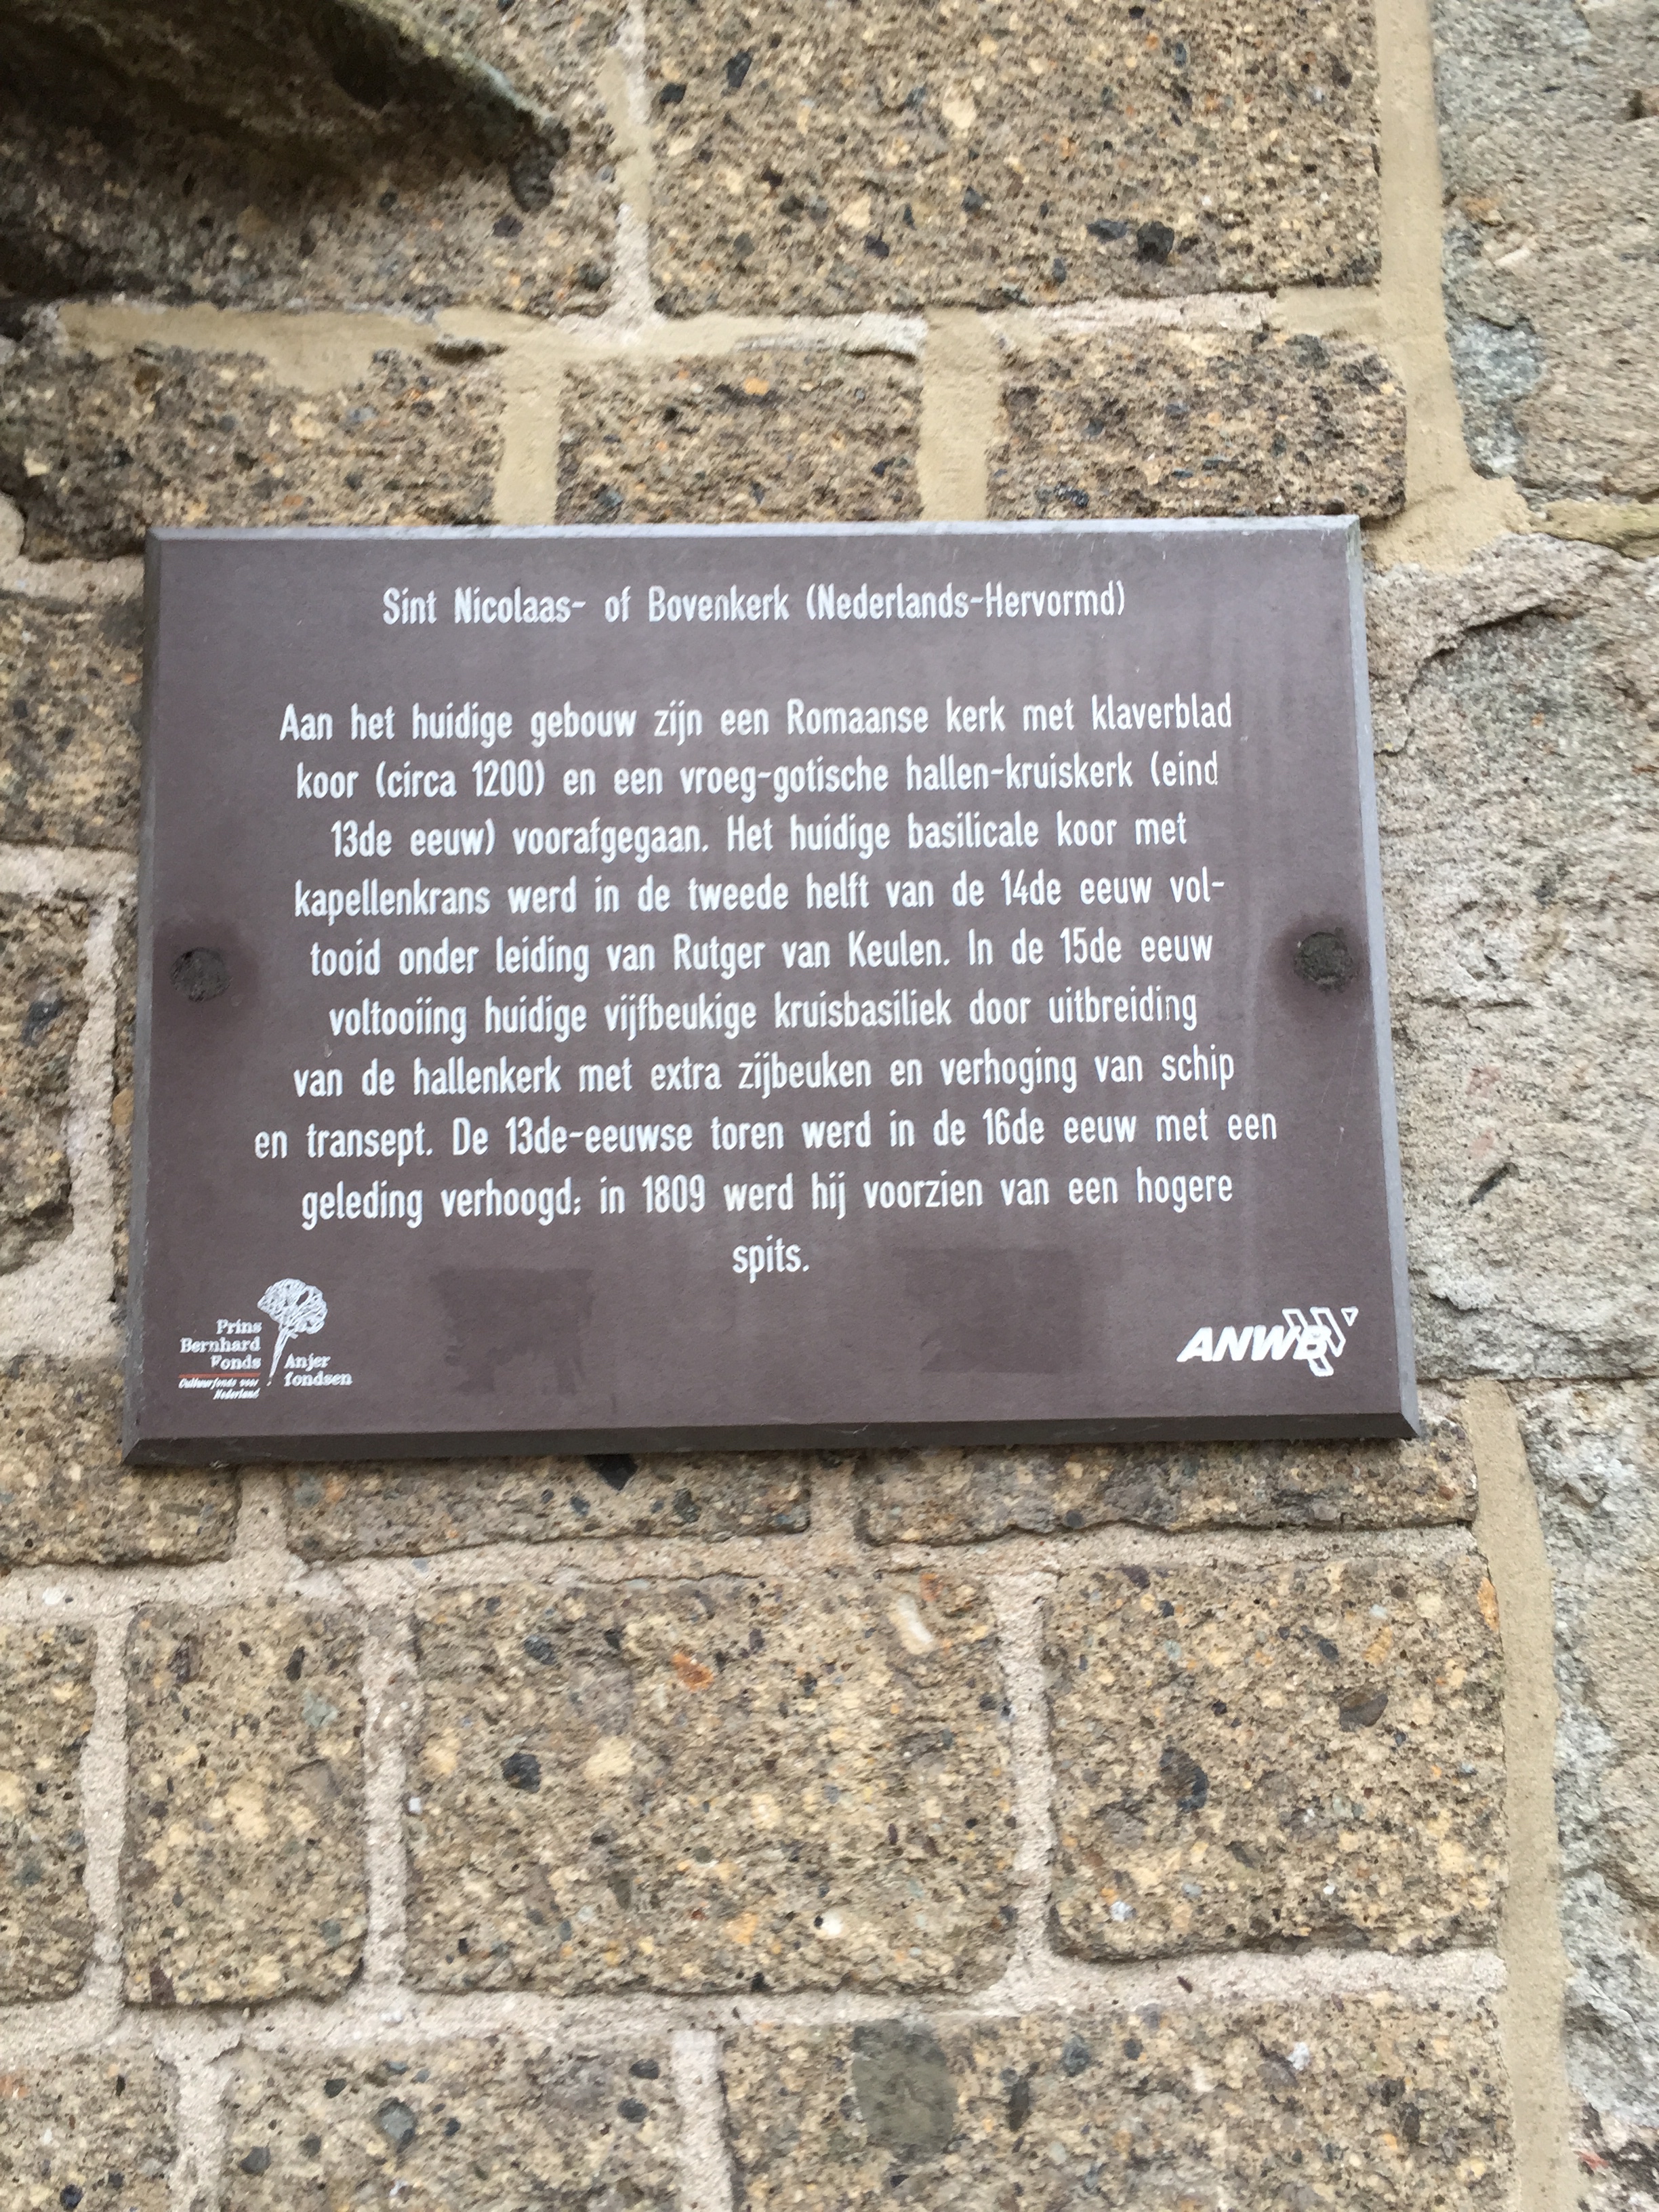 Sint Nicolaas- of Bovenkerk (Nederlands-Hervormd)
Aan het huidige gebouw zijn een Romaanse kerk met klaverblad
koor (circa 1200) en een vroeg-gotische hallen-kruiskerk (eind
13de eeuw) voorafgegaan. Het huidige basilicale koor met
kapellenkrans werd in de tweede helft van de 14de eeuw vol-
tooid onder leiding van Rutger van Keulen. In de 15de eeuw
voltooiing huidige vijfbeukige kruisbasiliek door uitbreiding
van de hallenkerk met extra zijbeuken en verhoging van schip
en transept. De 13de-eeuwse toren werd in de 16de eeuw met een
geleding verhoogd; in 1809 werd hij voorzien van een hogere
spits.
Prins
Bernhard
Fonds
Cultuurfonds voor
Nederland
Anjer
fondsen
ANWB